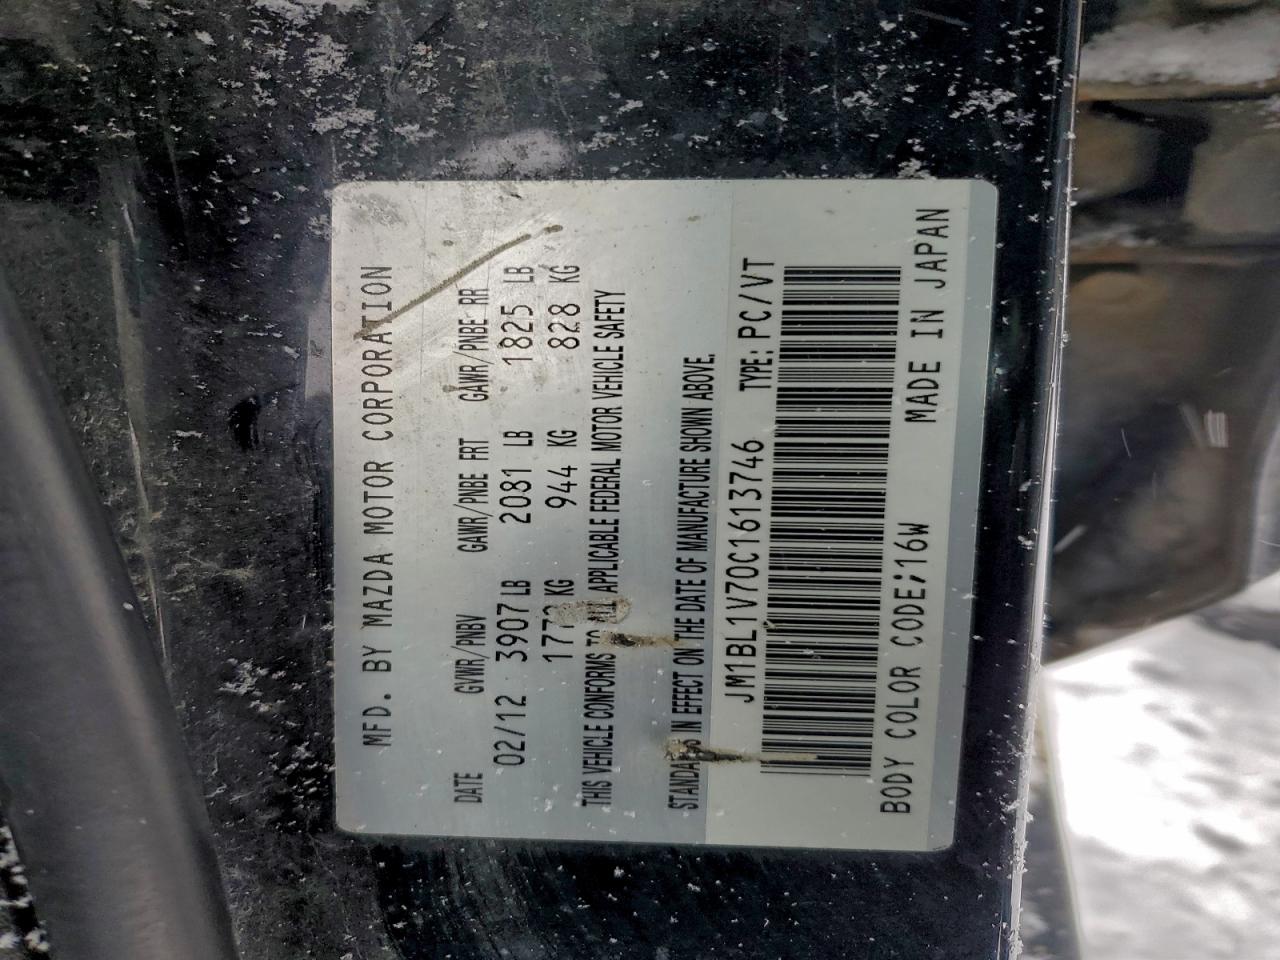 MFD. BY MAZDA MOTOR CORPORATION
DATE GVWR/PNBV GAWR/PNBE FRT GAWR/PNBE RR
02/12 3907 LB 2081 LB 1825 LB
KG 944 KG 828 KG
THIS VEHICLE CONFORMS TO ALL APPLICABLE FEDERAL MOTOR VEHICLE SAFETY
STANDARDS IN EFFECT ON THE DATE OF MANUFACTURE SHOWN ABOVE.
JM1BL1V70C1613746 TYPE: PC/VT
BODY COLOR CODE;16W MADE IN JAPAN